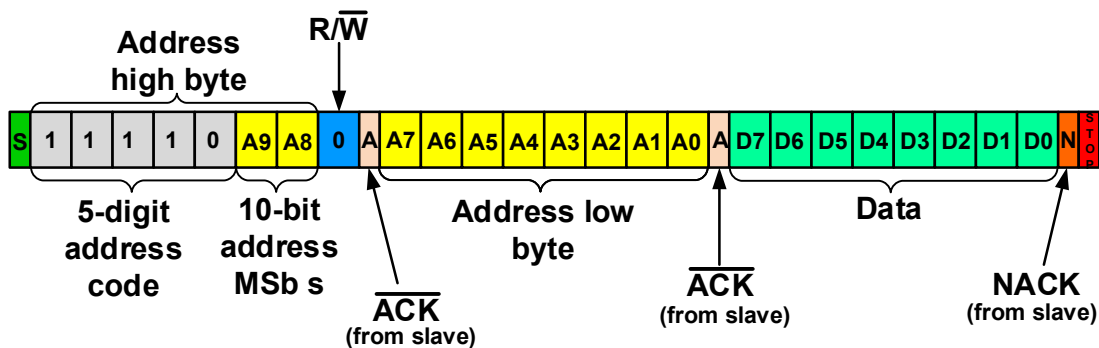 R/W
Address
high byte
S 1 1 1 1 0 A9 A8 0 A A7 A6 A5 A4 A3 A2 A1 A0 A D7 D6 D5 D4 D3 D2 D1 D0 N STOP
5-digit
address
code
10-bit
address
MSb s
ACK
(from slave)
Address low
byte
ACK
(from slave)
Data
NACK
(from slave)